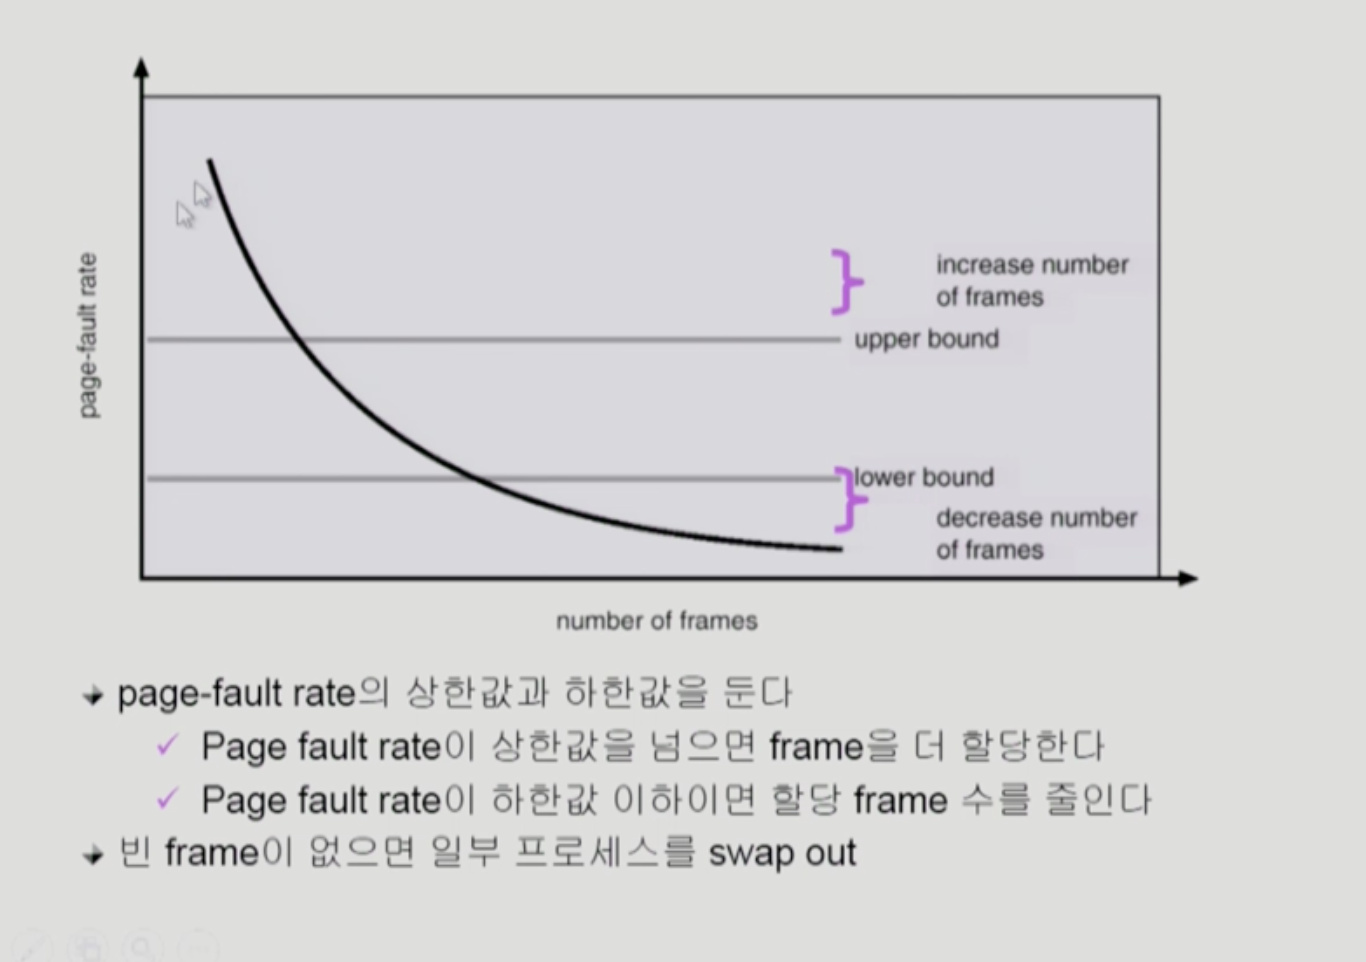 page-fault rate
increase number
of frames
upper bound
lower bound
decrease number
of frames
number of frames
page-fault rate의 상한값과 하한값을 둔다
Page fault rate이 상한값을 넘으면 frame을 더 할당한다
Page fault rate이 하한값 이하이면 할당 frame 수를 줄인다
빈 frame이 없으면 일부 프로세스를 swap out